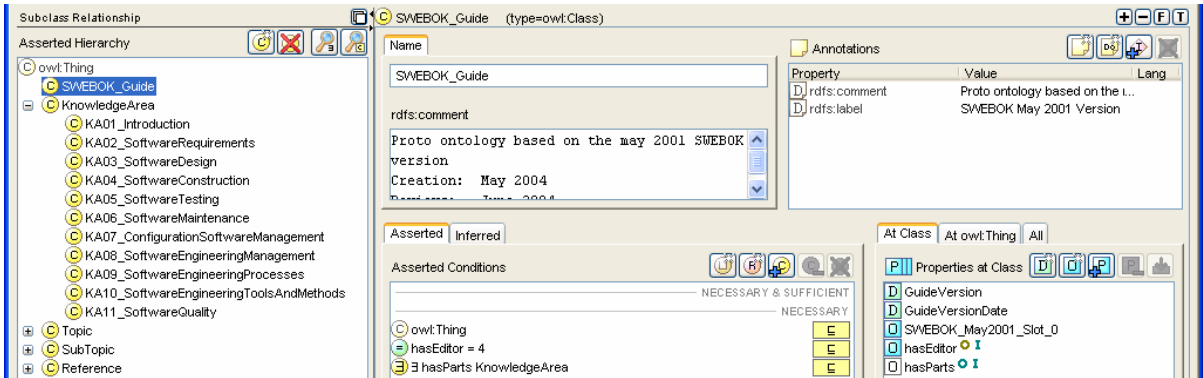 Subclass Relationship
Asserted Hierarchy
owl:Thing
SWEBOK_Guide
KnowledgeArea
KA01_Introduction
KA02_SoftwareRequirements
KA03_SoftwareDesign
KA04_SoftwareConstruction
KA05_SoftwareTesting
KA06_SoftwareMaintenance
KA07_ConfigurationSoftwareManagement
KA08_SoftwareEngineeringManagement
KA09_SoftwareEngineeringProcesses
KA10_SoftwareEngineeringToolsAndMethods
KA11_SoftwareQuality
Topic
SubTopic
Reference
SWEBOK_Guide (type=owl:Class)
Name
SWEBOK_Guide
rdfs:comment
Proto ontology based on the may 2001 SWEBOK
version
Creation: May 2004
June 2004
Annotations
Property Value Lang
rdfs:comment Proto ontology based on the
rdfs:label SWEBOK May 2001 Version
Asserted Inferred
Asserted Conditions
NECESSARY & SUFFICIENT
NECESSARY
owl:Thing
hasEditor = 4
∃ hasParts KnowledgeArea
At Class At owl:Thing All
Properties at Class
GuideVersion
GuideVersionDate
SWEBOK_May2001_Slot_0
hasEditor
hasParts